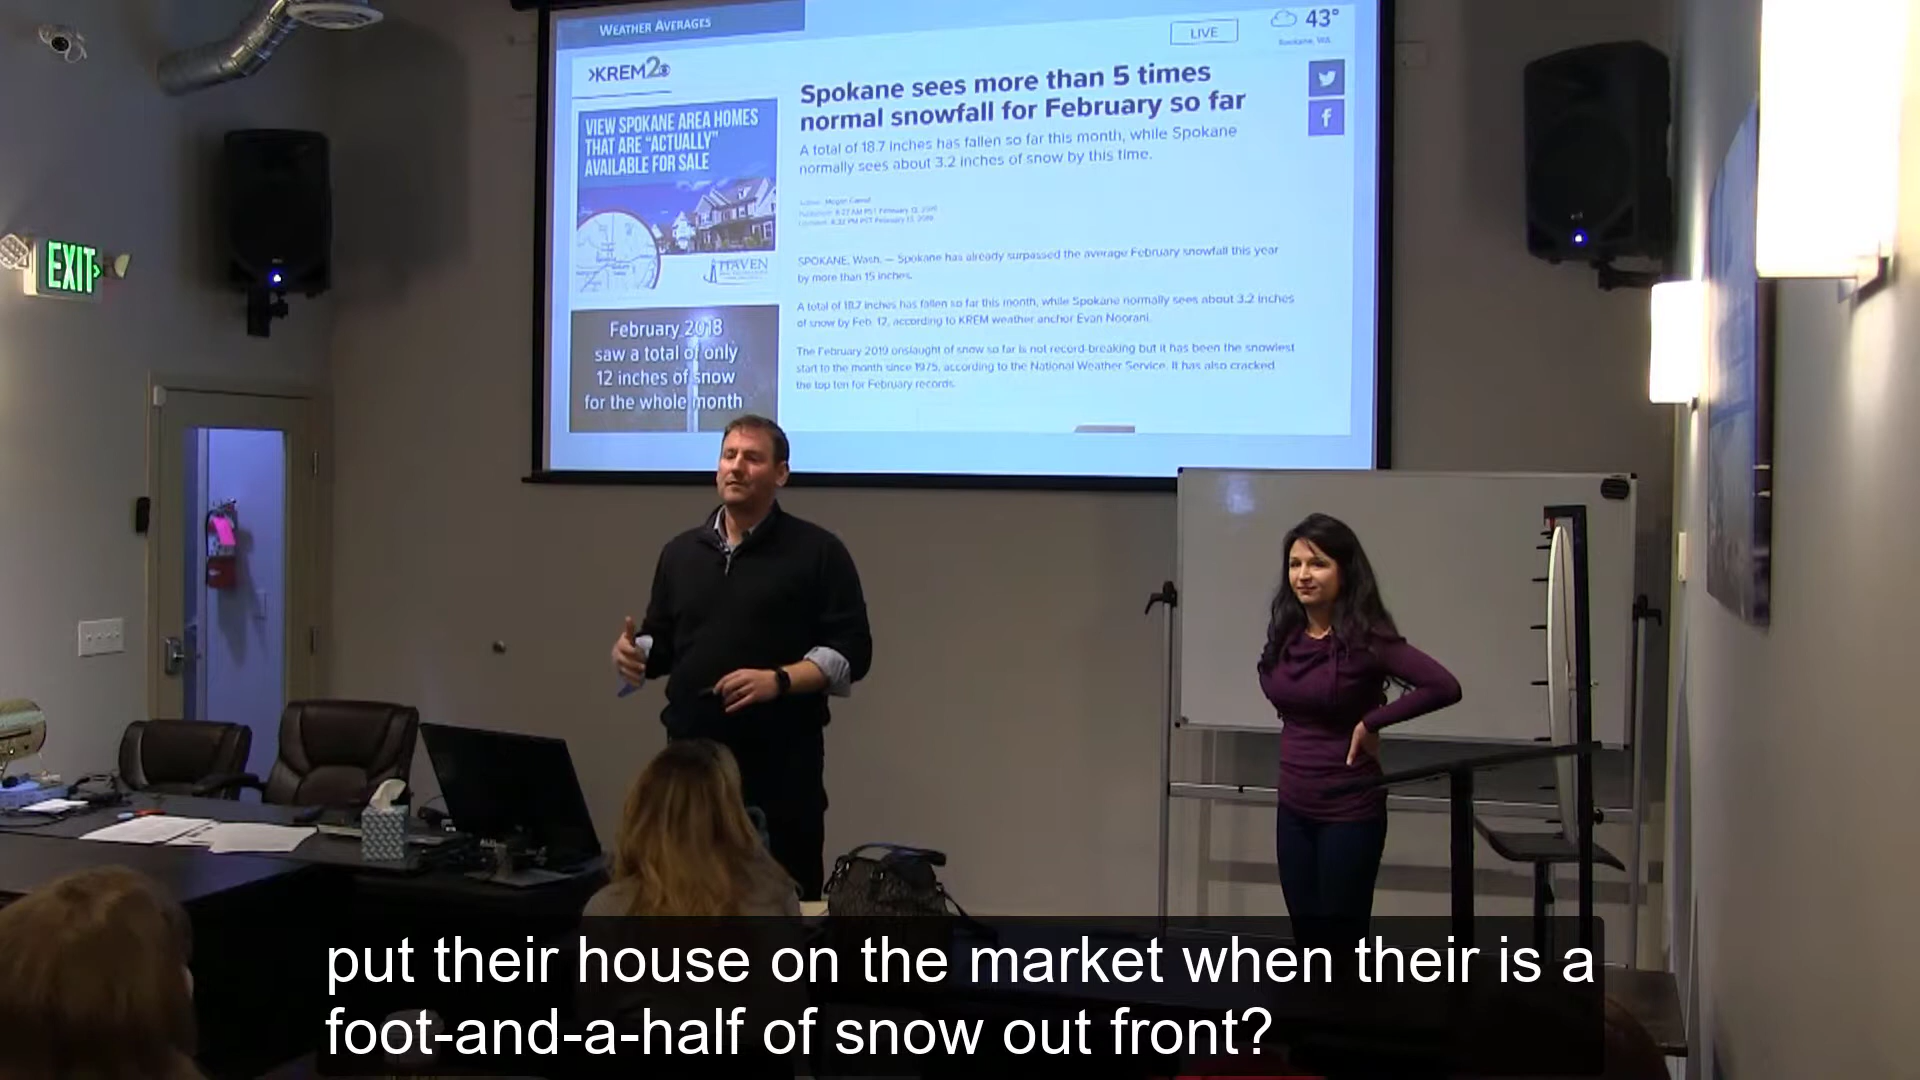 WEATHER AVERAGES
LIVE
43°
Spokane, WA
KREM2
VIEW SPOKANE AREA HOMES
THAT ARE "ACTUALLY"
AVAILABLE FOR SALE
HAVEN
February 2018
saw a total of only
12 inches of snow
for the whole month
Spokane sees more than 5 times
normal snowfall for February so far
A total of 18.7 inches has fallen so far this month, while Spokane
normally sees about 3.2 inches of snow by this time.
SPOKANE, Wash. — Spokane has already surpassed the average February snowfall this year
by more than 15 inches.
A total of 18.7 inches has fallen so far this month, while Spokane normally sees about 3.2 inches
of snow by Feb. 12, according to KREM weather anchor Evan Noorani.
The February 2019 onslaught of snow so far is not record-breaking but it has been the snowiest
start to the month since 1975, according to the National Weather Service. It has also cracked
the top ten for February records.
EXIT
put their house on the market when their is a
foot-and-a-half of snow out front?